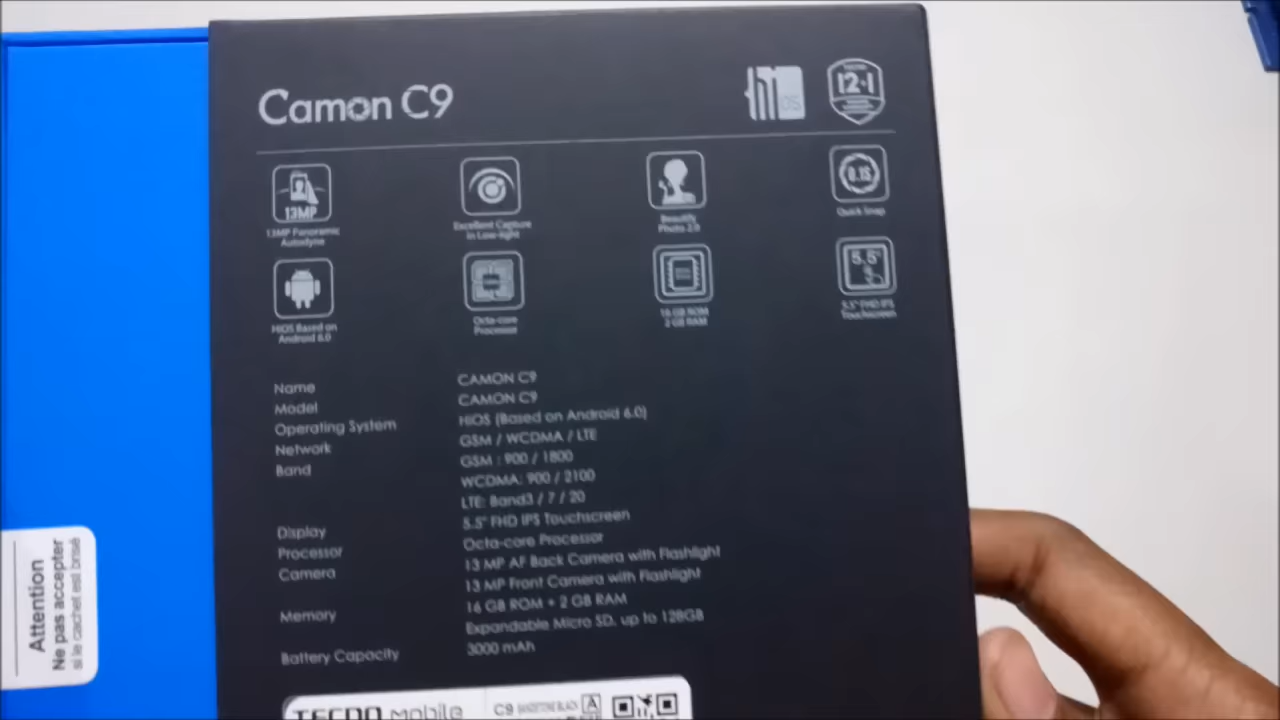 Camon C9
HiOS
12+1
13MP
13MP Panoramic
Autodyne
Excellent Capture
in Low-light
Beautify
Photo 2.0
0.1S
Quick Snap
HiOS Based on
Android 6.0
Octa-core
Processor
16 GB ROM
2 GB RAM
5.5"
5.5" FHD IPS
Touchscreen
Name CAMON C9
Model CAMON C9
Operating System HiOS (Based on Android 6.0)
Network GSM / WCDMA / LTE
Band GSM : 900 / 1800
WCDMA: 900 / 2100
LTE: Band3 / 7 / 20
Display 5.5" FHD IPS Touchscreen
Processor Octa-core Processor
Camera 13 MP AF Back Camera with Flashlight
13 MP Front Camera with Flashlight
Memory 16 GB ROM + 2 GB RAM
Expandable Micro SD, up to 128GB
Battery Capacity 3000 mAh
TECNO mobile C9 SANDSTONE BLACK A
Attention
Ne pas accepter
si le cachet est brisé